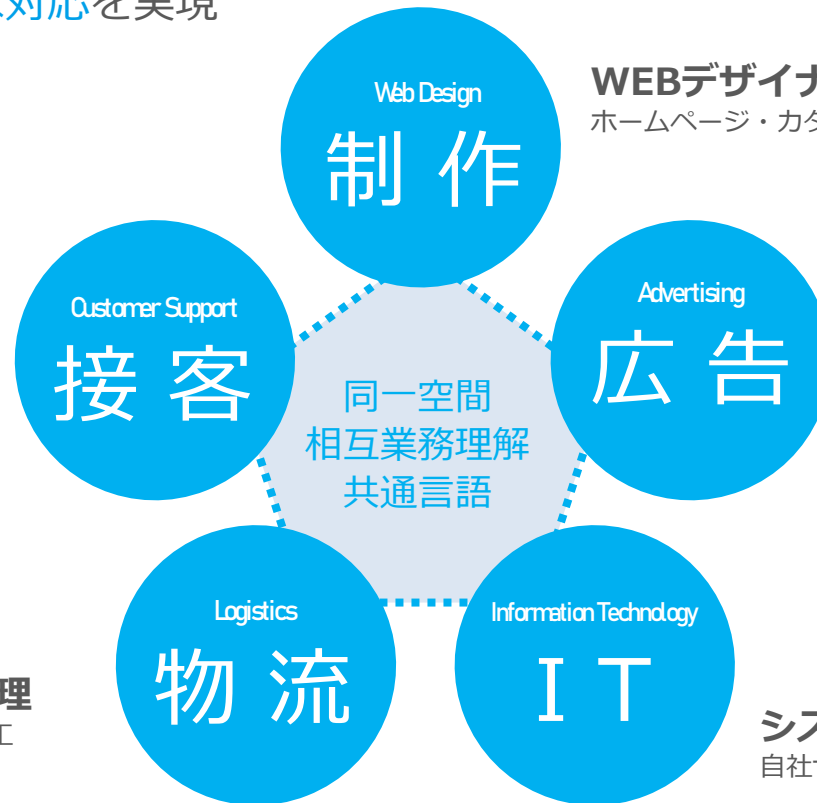 対応を実現
Web Design
制 作
WEBデザイナ
ホームページ・カタ
Customer Support
接 客
Advertising
広 告
同一空間
相互業務理解
共通言語
Logistics
物 流
Information Technology
I T
理
工
シス
自社サ